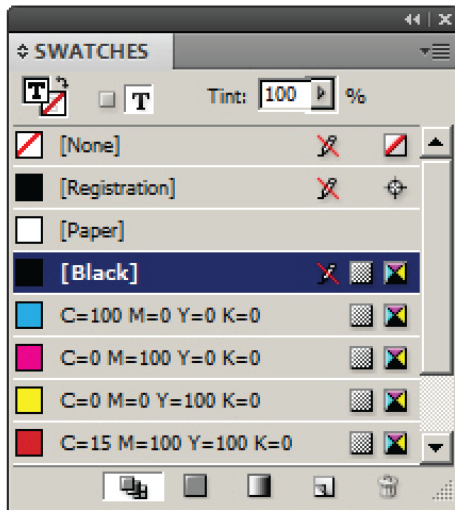 SWATCHES
T T Tint: 100 %
[None]
[Registration]
[Paper]
[Black]
C=100 M=0 Y=0 K=0
C=0 M=100 Y=0 K=0
C=0 M=0 Y=100 K=0
C=15 M=100 Y=100 K=0